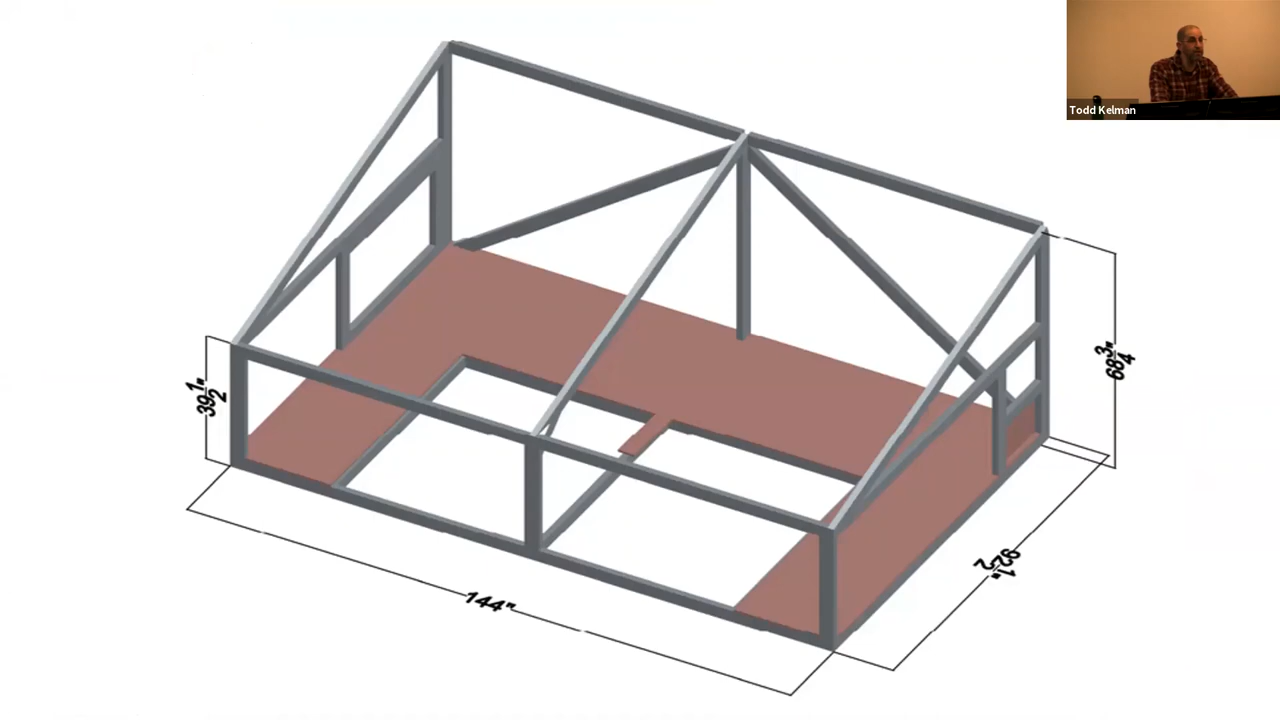 Todd Kelman
39 1/2"
68 3/4"
92 1/2"
144"